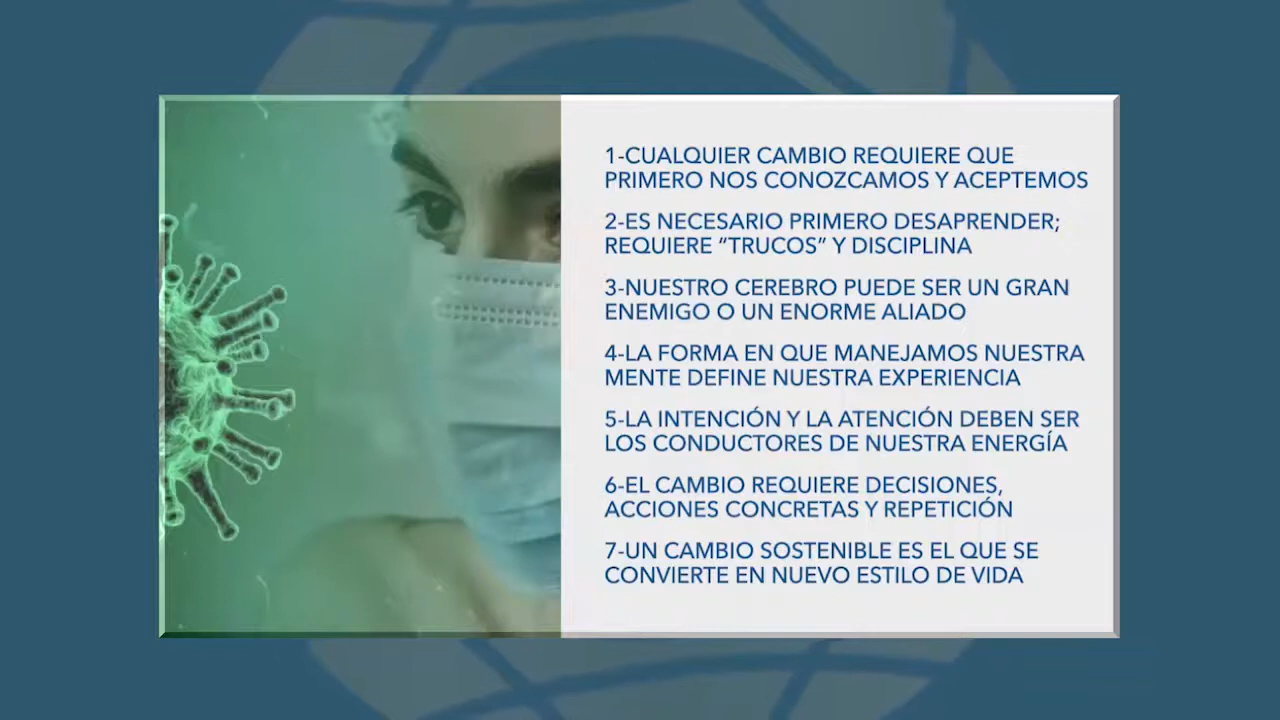 1-CUALQUIER CAMBIO REQUIERE QUE
PRIMERO NOS CONOZCAMOS Y ACEPTEMOS
2-ES NECESARIO PRIMERO DESAPRENDER;
REQUIERE “TRUCOS” Y DISCIPLINA
3-NUESTRO CEREBRO PUEDE SER UN GRAN
ENEMIGO O UN ENORME ALIADO
4-LA FORMA EN QUE MANEJAMOS NUESTRA
MENTE DEFINE NUESTRA EXPERIENCIA
5-LA INTENCIÓN Y LA ATENCIÓN DEBEN SER
LOS CONDUCTORES DE NUESTRA ENERGÍA
6-EL CAMBIO REQUIERE DECISIONES,
ACCIONES CONCRETAS Y REPETICIÓN
7-UN CAMBIO SOSTENIBLE ES EL QUE SE
CONVIERTE EN NUEVO ESTILO DE VIDA